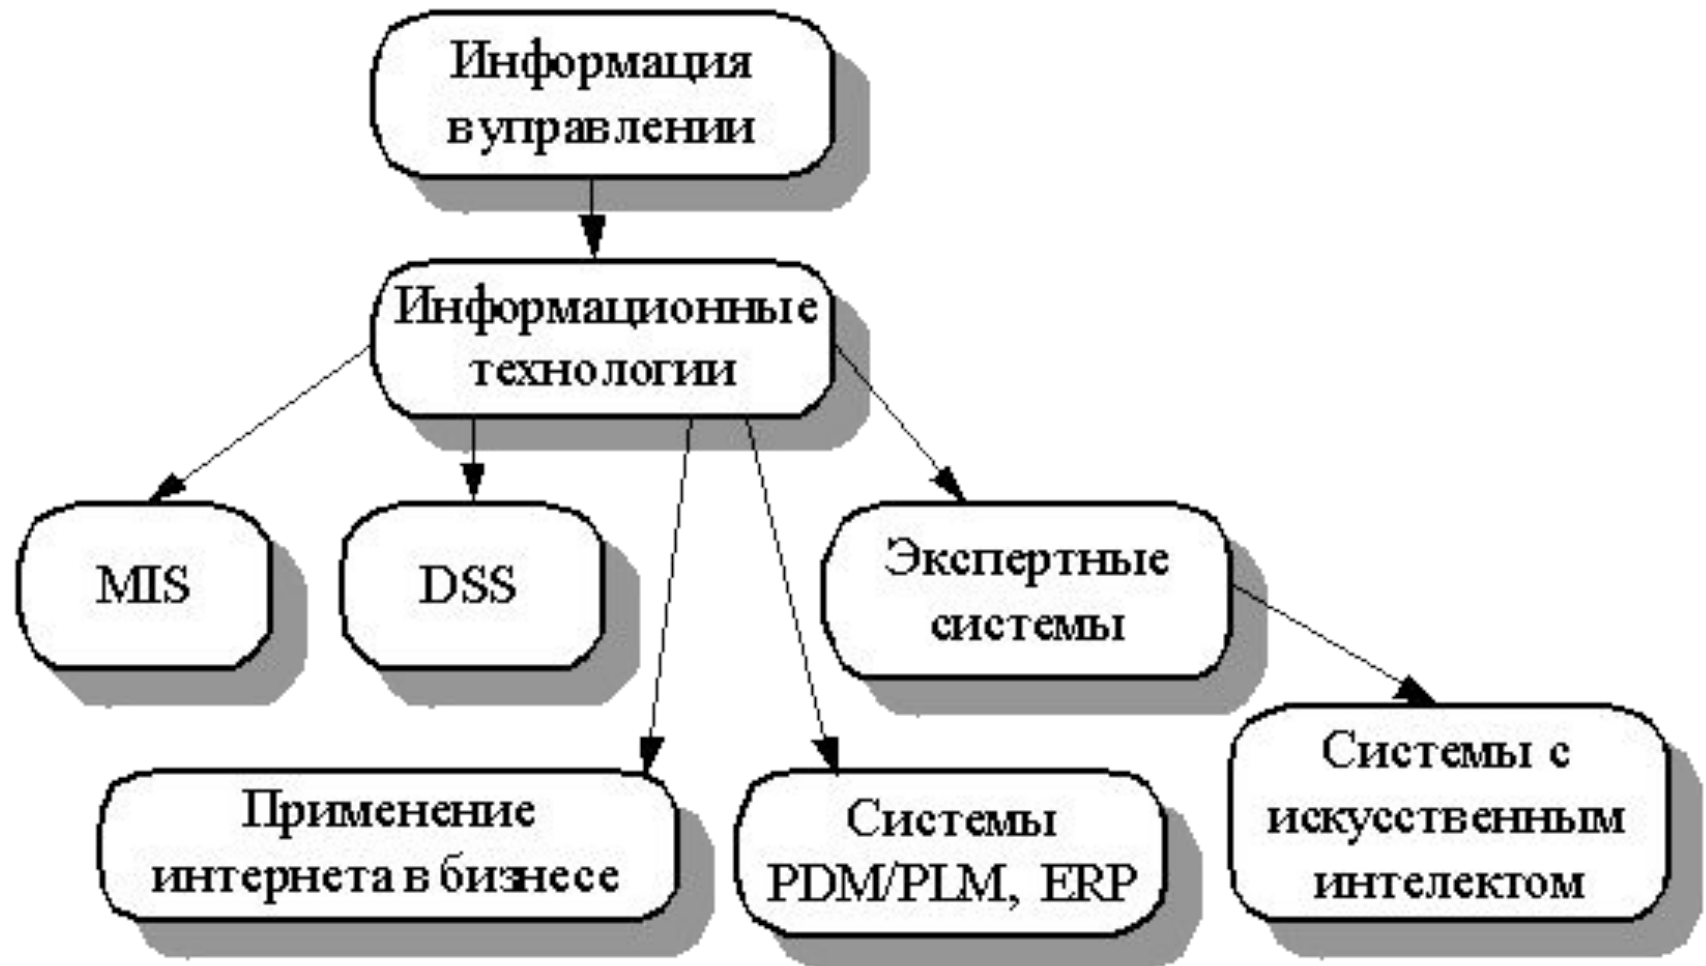 Информация
в управлении
Информационные
технологии
MIS
DSS
Экспертные
системы
Применение
интернета в бизнесе
Системы
PDM/PLM, ERP
Системы с
искусственным
интелектом